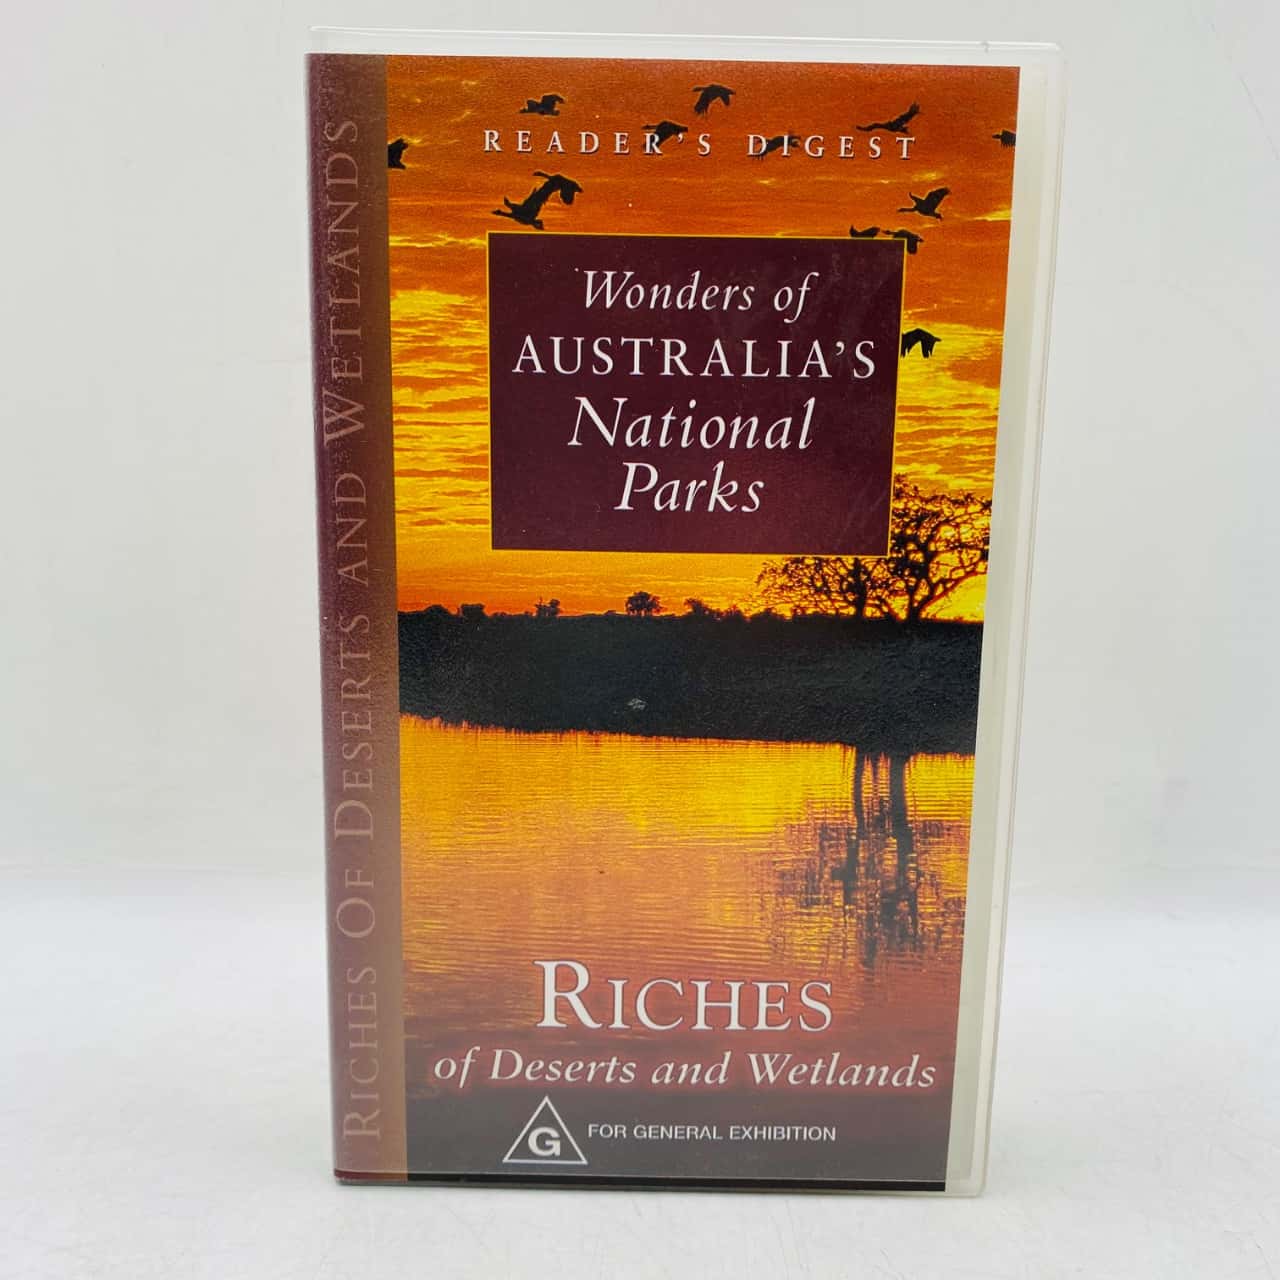 READER'S DIGEST
Wonders of
AUSTRALIA'S
National
Parks
RICHES OF DESERTS AND WETLANDS
RICHES
of Deserts and Wetlands
G FOR GENERAL EXHIBITION